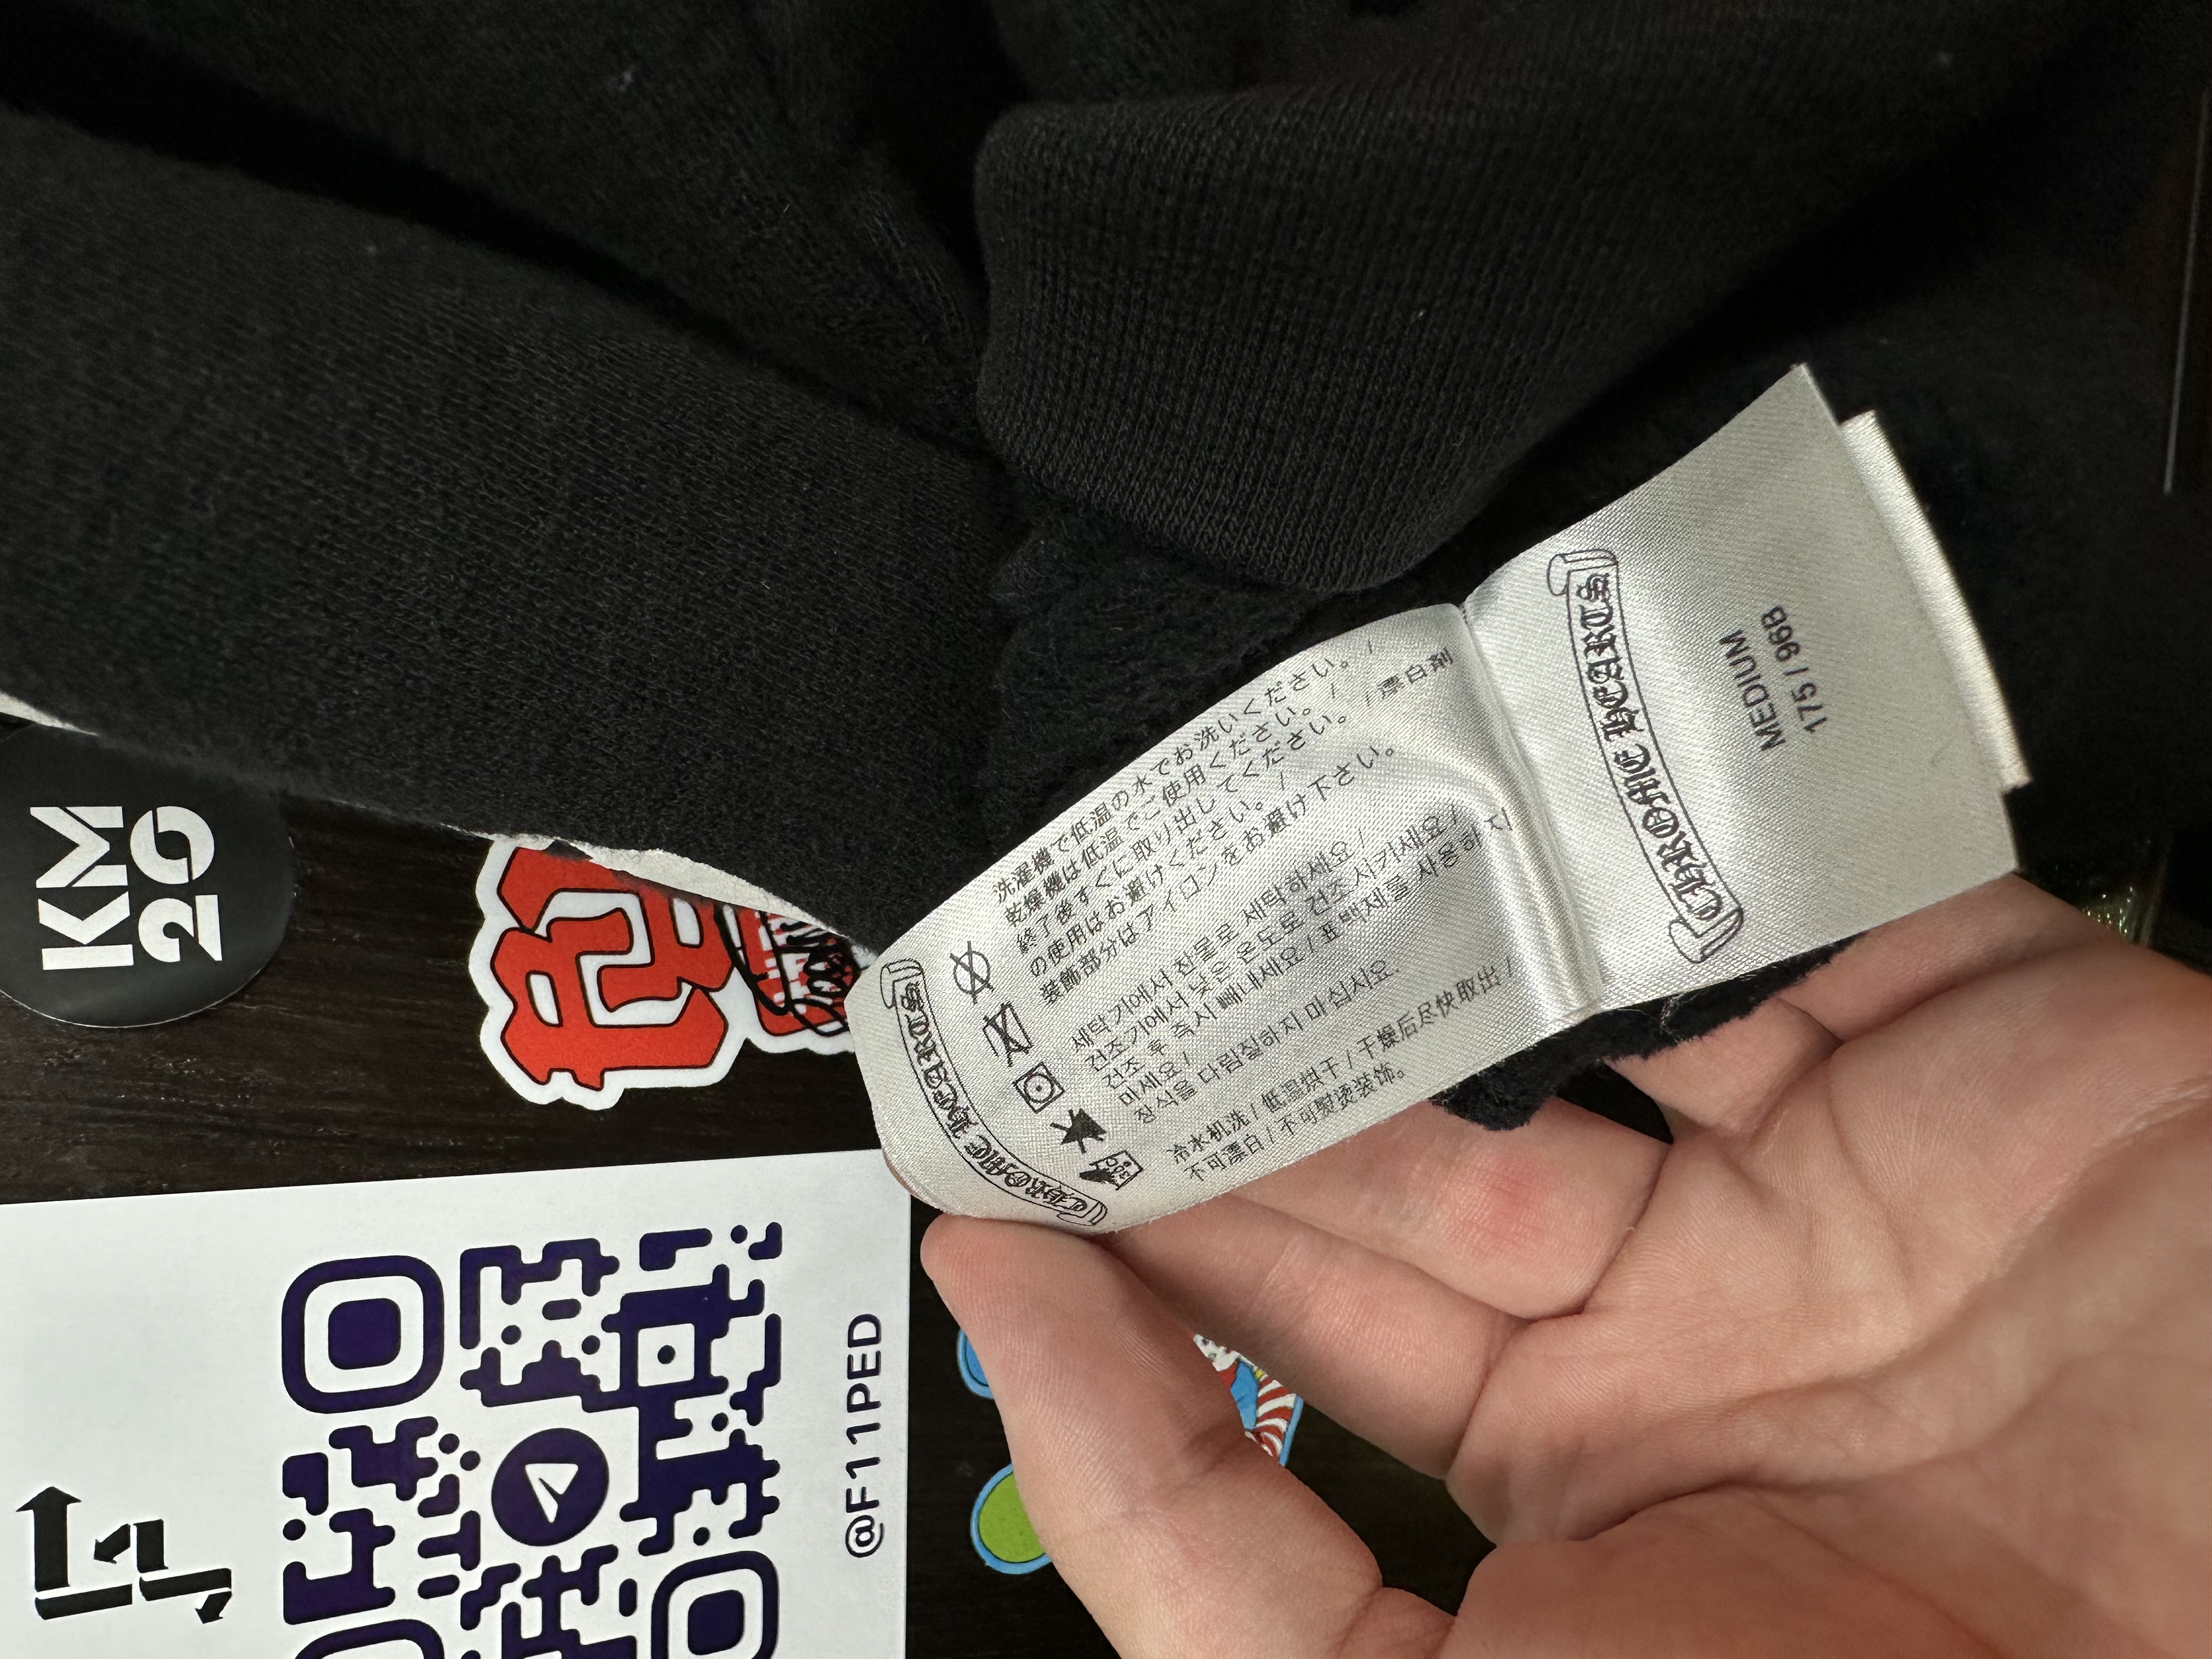 CHROME HEARTS
MEDIUM
175 / 96B
洗濯機で低温の水でお洗いください。 /
乾燥機は低温でご使用ください。 /
終了後すぐに取り出してください。 / 漂白剤
の使用はお避けください。 /
装飾部分はアイロンをお避け下さい。
세탁기에서 찬물로 세탁하세요 /
건조기에서 낮은 온도로 건조시키세요 /
건조 후 즉시 빼내세요 / 표백제를 사용하지
마세요 /
장식을 다림질하지 마십시요.
冷水机洗 / 低温烘干 / 干燥后尽快取出 /
不可漂白 / 不可熨烫装饰。
CHROME HEARTS
KM
20
@F111PED